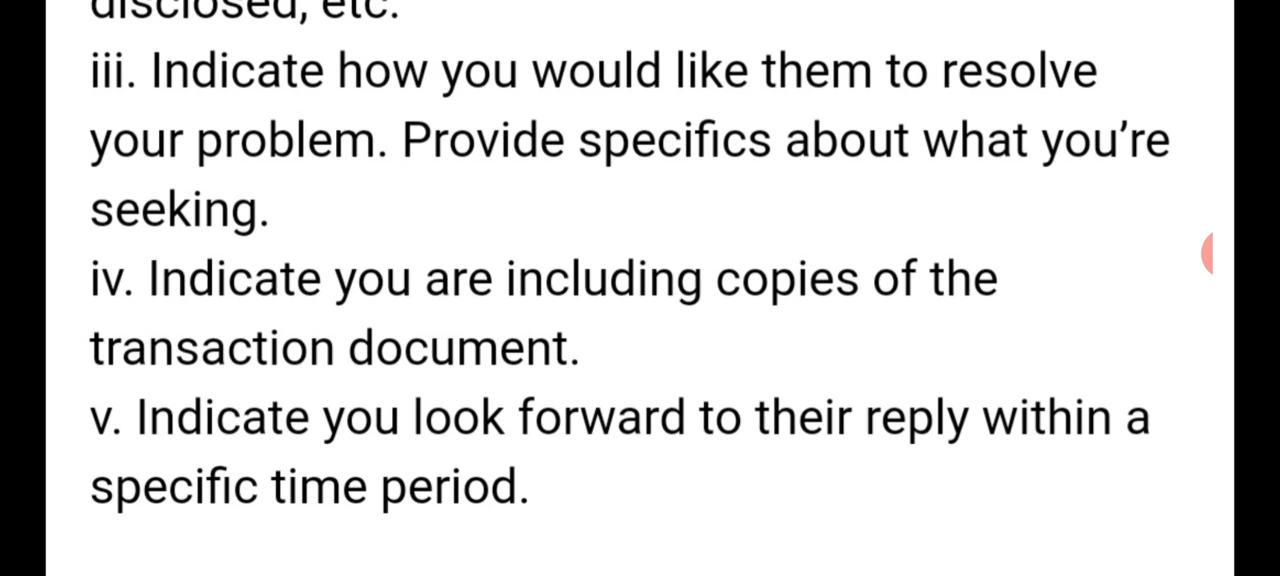 disclosed, etc.
iii. Indicate how you would like them to resolve
your problem. Provide specifics about what you’re
seeking.
iv. Indicate you are including copies of the
transaction document.
v. Indicate you look forward to their reply within a
specific time period.